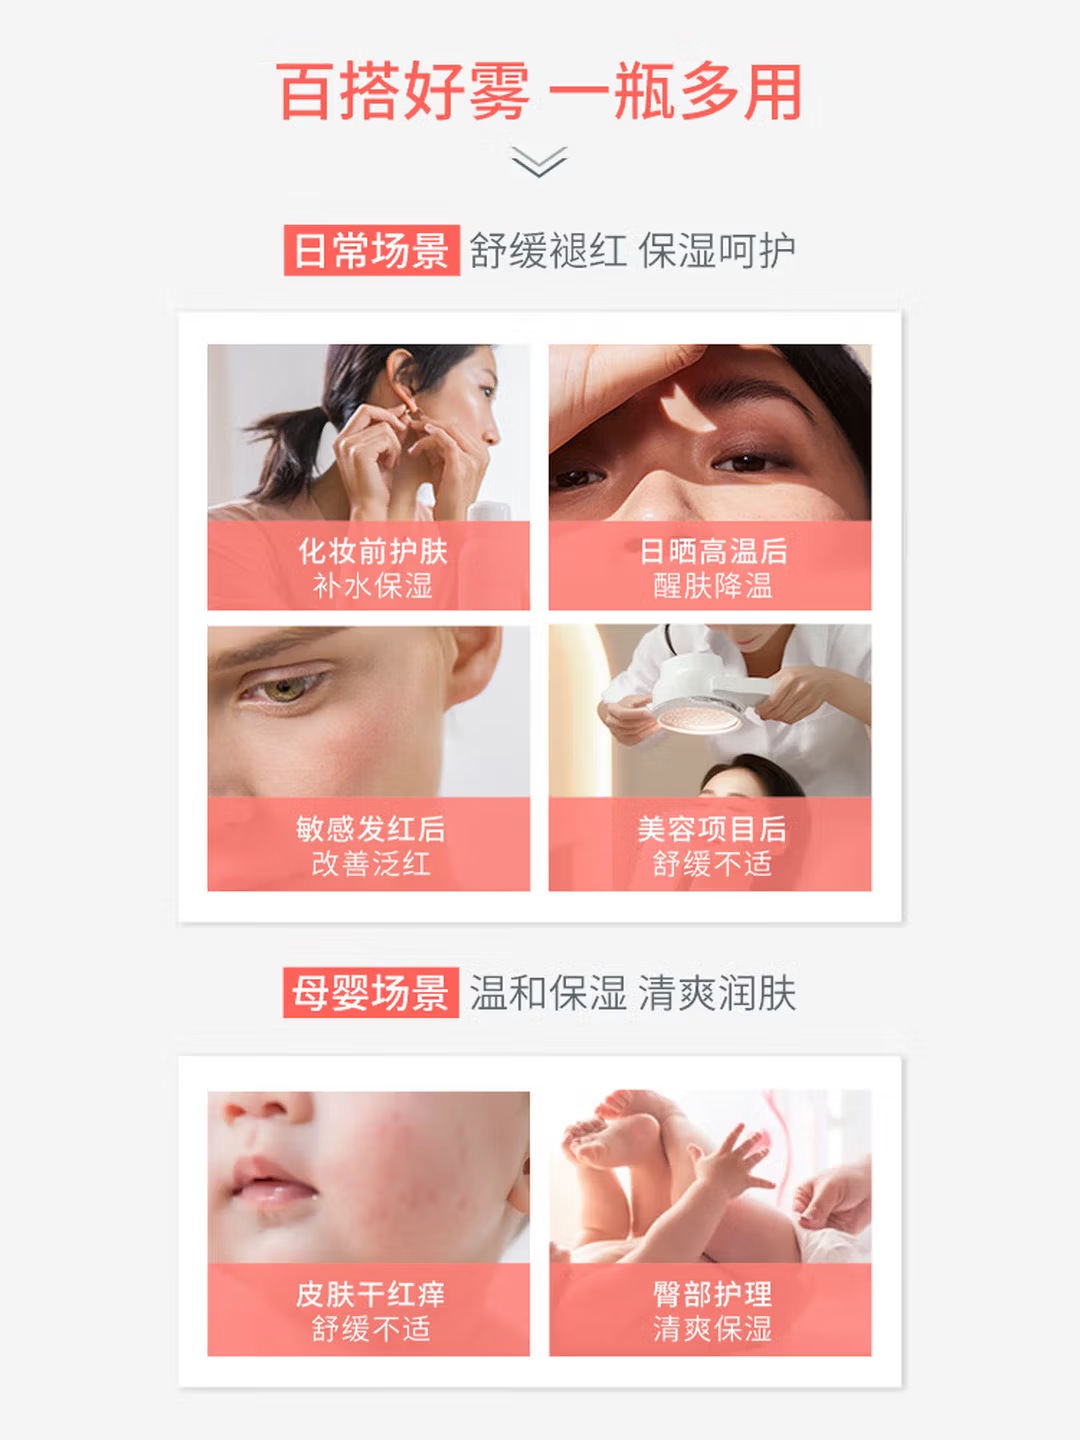 百搭好雾 一瓶多用
日常场景 舒缓褪红 保湿呵护
化妆前护肤
补水保湿
日晒高温后
醒肤降温
敏感发红后
改善泛红
美容项目后
舒缓不适
母婴场景 温和保湿 清爽润肤
皮肤干红痒
舒缓不适
臀部护理
清爽保湿